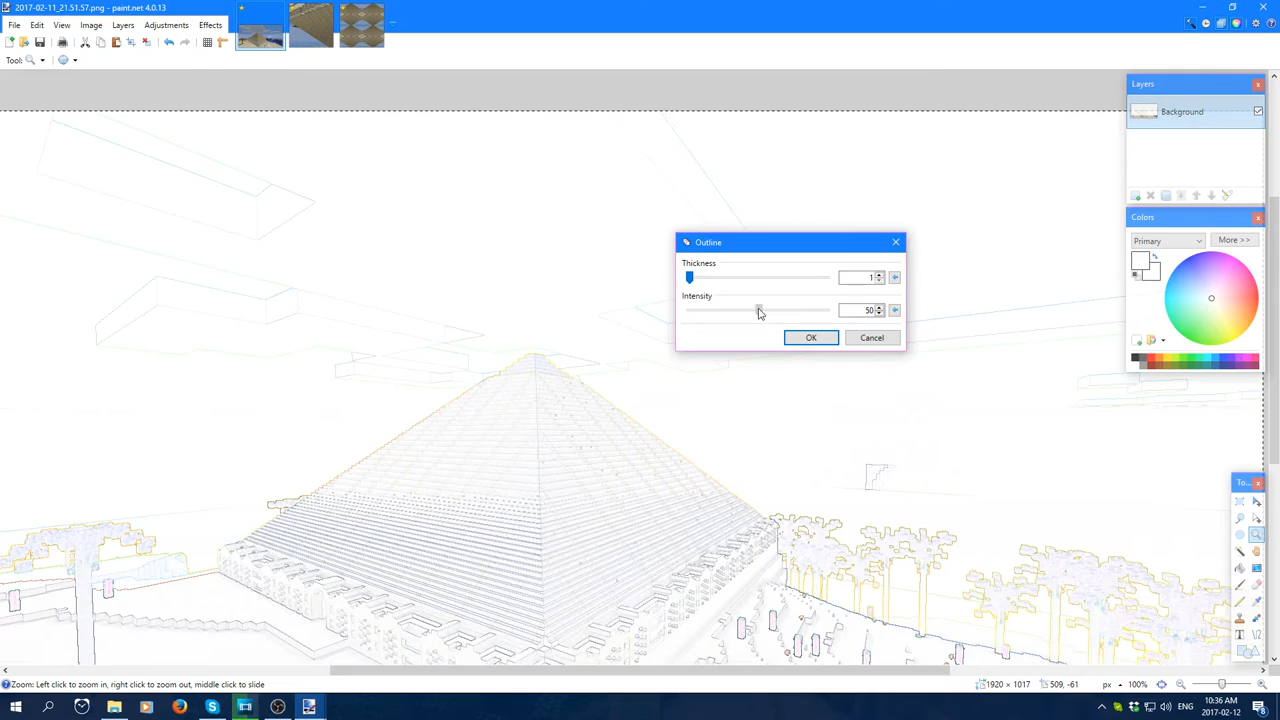 2017-02-11_21.51.57.png - paint.net 4.0.13
File Edit View Image Layers Adjustments Effects
Tool:
Layers
Background
Colors
Primary
More >>
Outline
Thickness
1
Intensity
50
OK
Cancel
To...
Zoom: Left click to zoom in, right click to zoom out, middle click to slide
1920 × 1017
509, -61
px
100%
ENG
10:36 AM
2017-02-12
8